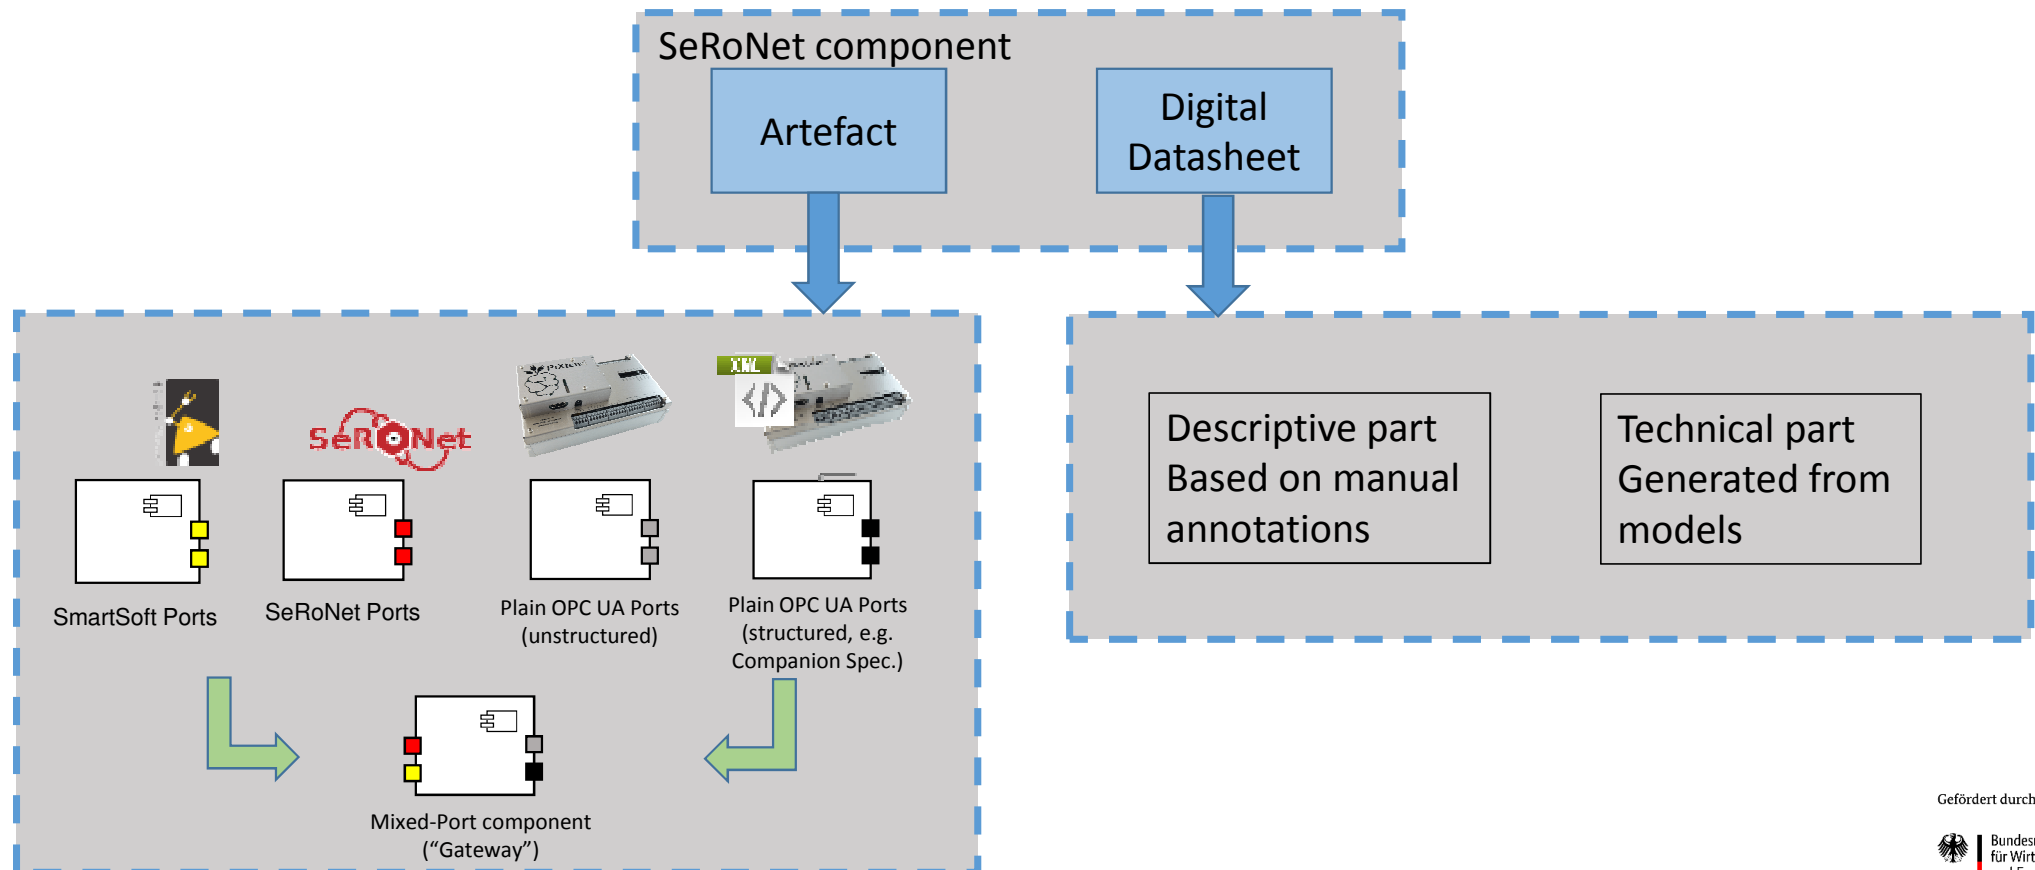 SeRoNet component
Artefact
Digital
Datasheet
PiXtend
XML
</>
SeRoNet
SmartSoft Ports
SeRoNet Ports
Plain OPC UA Ports
(unstructured)
Plain OPC UA Ports
(structured, e.g.
Companion Spec.)
Mixed-Port component
(“Gateway”)
Descriptive part
Based on manual
annotations
Technical part
Generated from
models
Gefördert durch